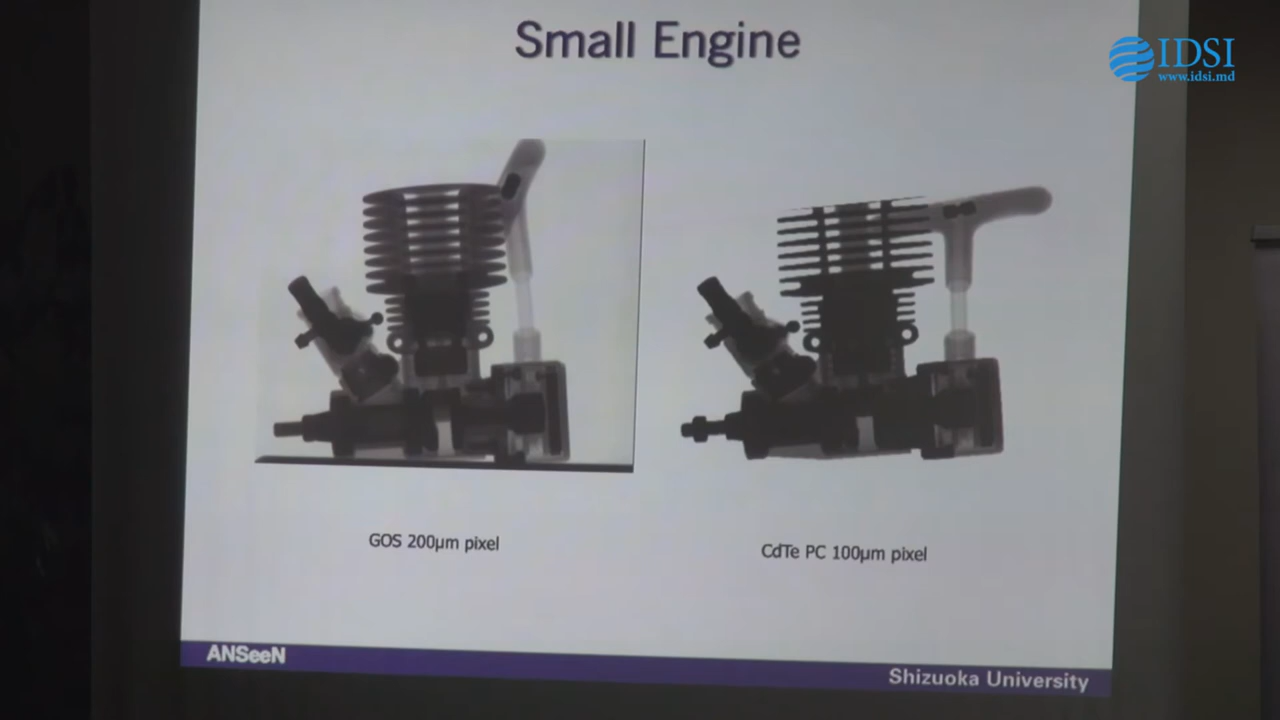 Small Engine
IDSI
www.idsi.md
GOS 200µm pixel
CdTe PC 100µm pixel
ANSeeN
Shizuoka University